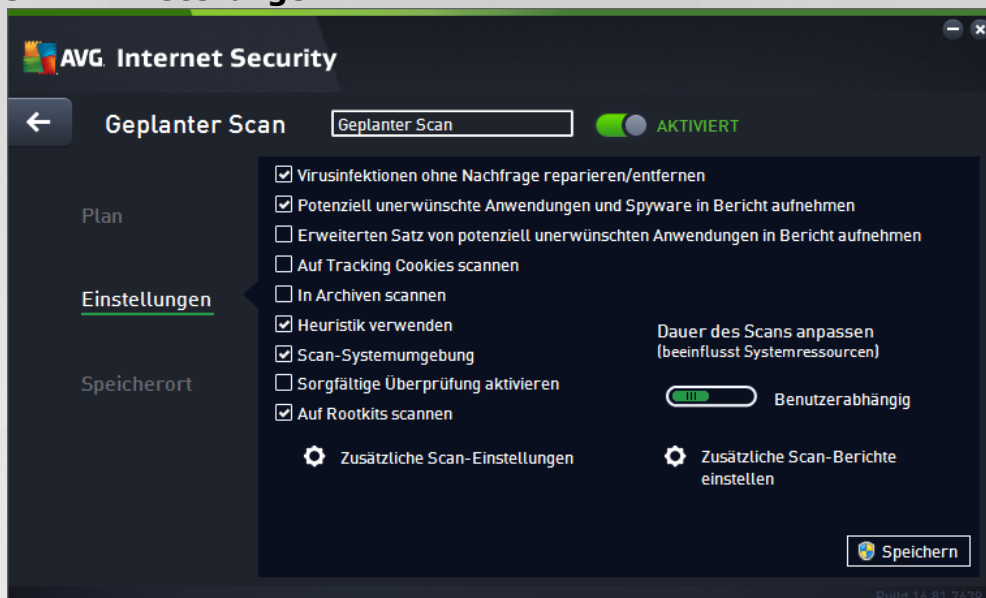 AVG. Internet Security
Geplanter Scan
Geplanter Scan
AKTIVIERT
Plan
Einstellungen
Speicherort
Virusinfektionen ohne Nachfrage reparieren/entfernen
Potenziell unerwünschte Anwendungen und Spyware in Bericht aufnehmen
Erweiterten Satz von potenziell unerwünschten Anwendungen in Bericht aufnehmen
Auf Tracking Cookies scannen
In Archiven scannen
Heuristik verwenden
Scan-Systemumgebung
Sorgfältige Überprüfung aktivieren
Auf Rootkits scannen
Dauer des Scans anpassen
(beeinflusst Systemressourcen)
Benutzerabhängig
Zusätzliche Scan-Einstellungen
Zusätzliche Scan-Berichte
einstellen
Speichern